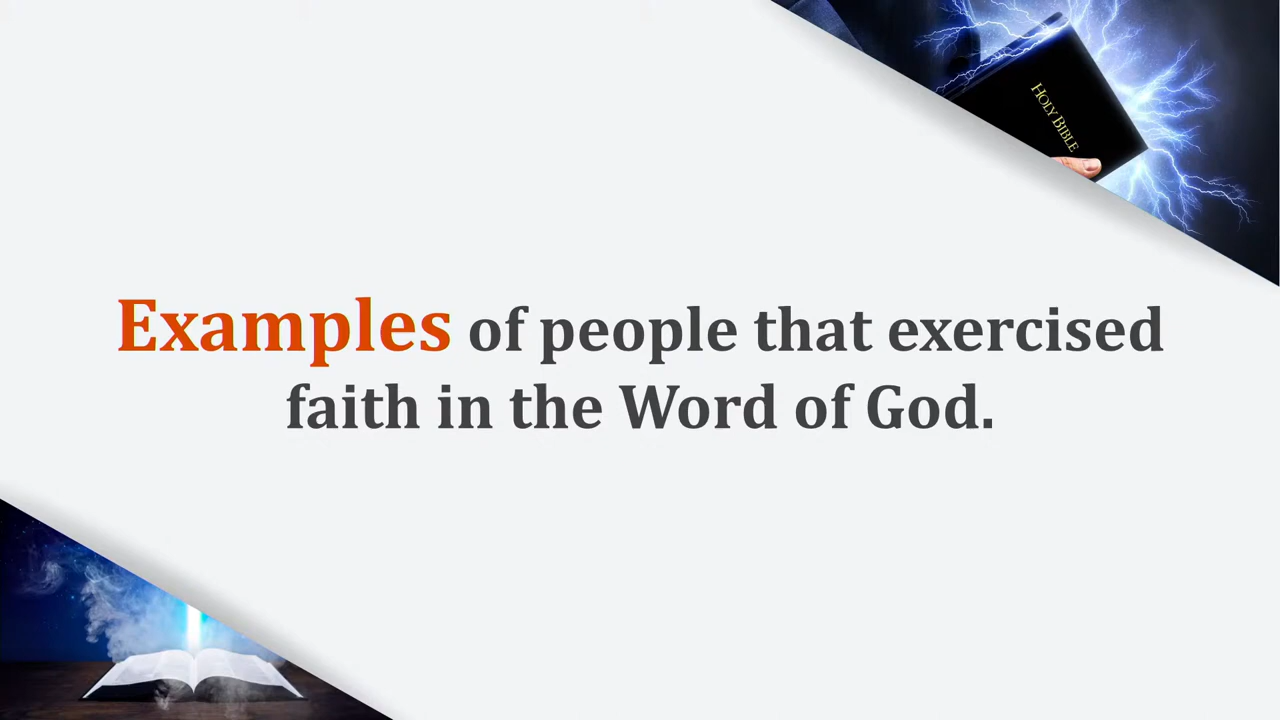 HOLY BIBLE
Examples of people that exercised
faith in the Word of God.